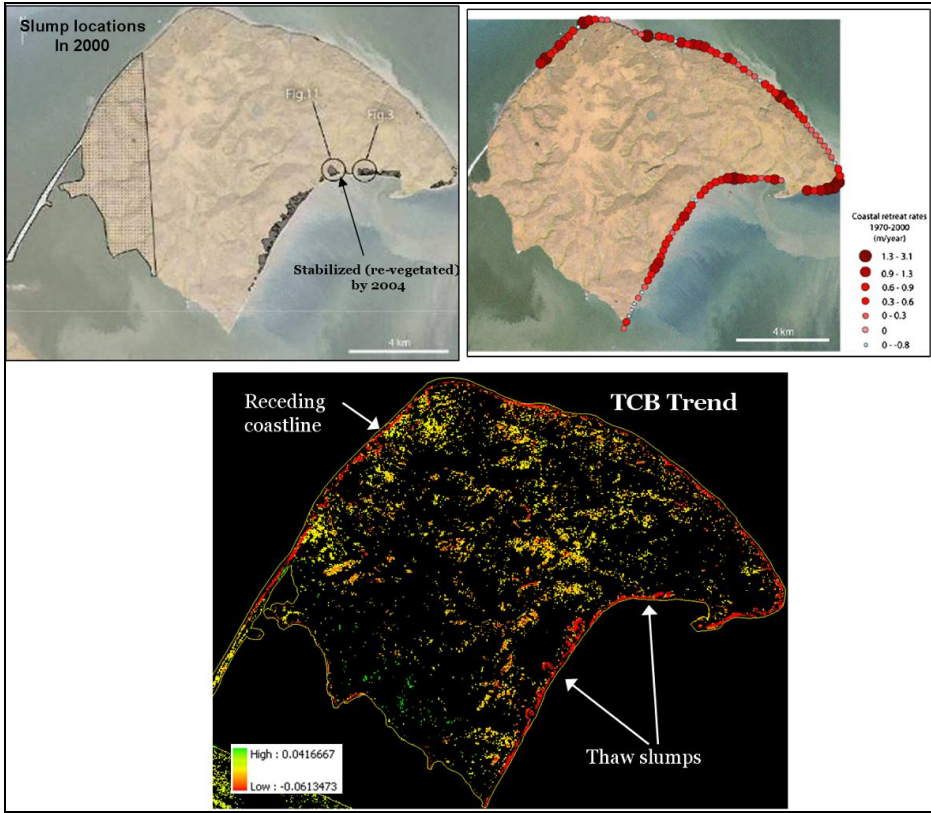 Slump locations
In 2000
Fig.11
Fig.3
Stabilized (re-vegetated)
by 2004
4 km
Coastal retreat rates
1970-2000
(m/year)
1.3 - 3.1
0.9 - 1.3
0.6 - 0.9
0.3 - 0.6
0 - 0.3
0
0 - -0.8
4 km
TCB Trend
Receding
coastline
Thaw slumps
High : 0.0416667
Low : -0.0613473